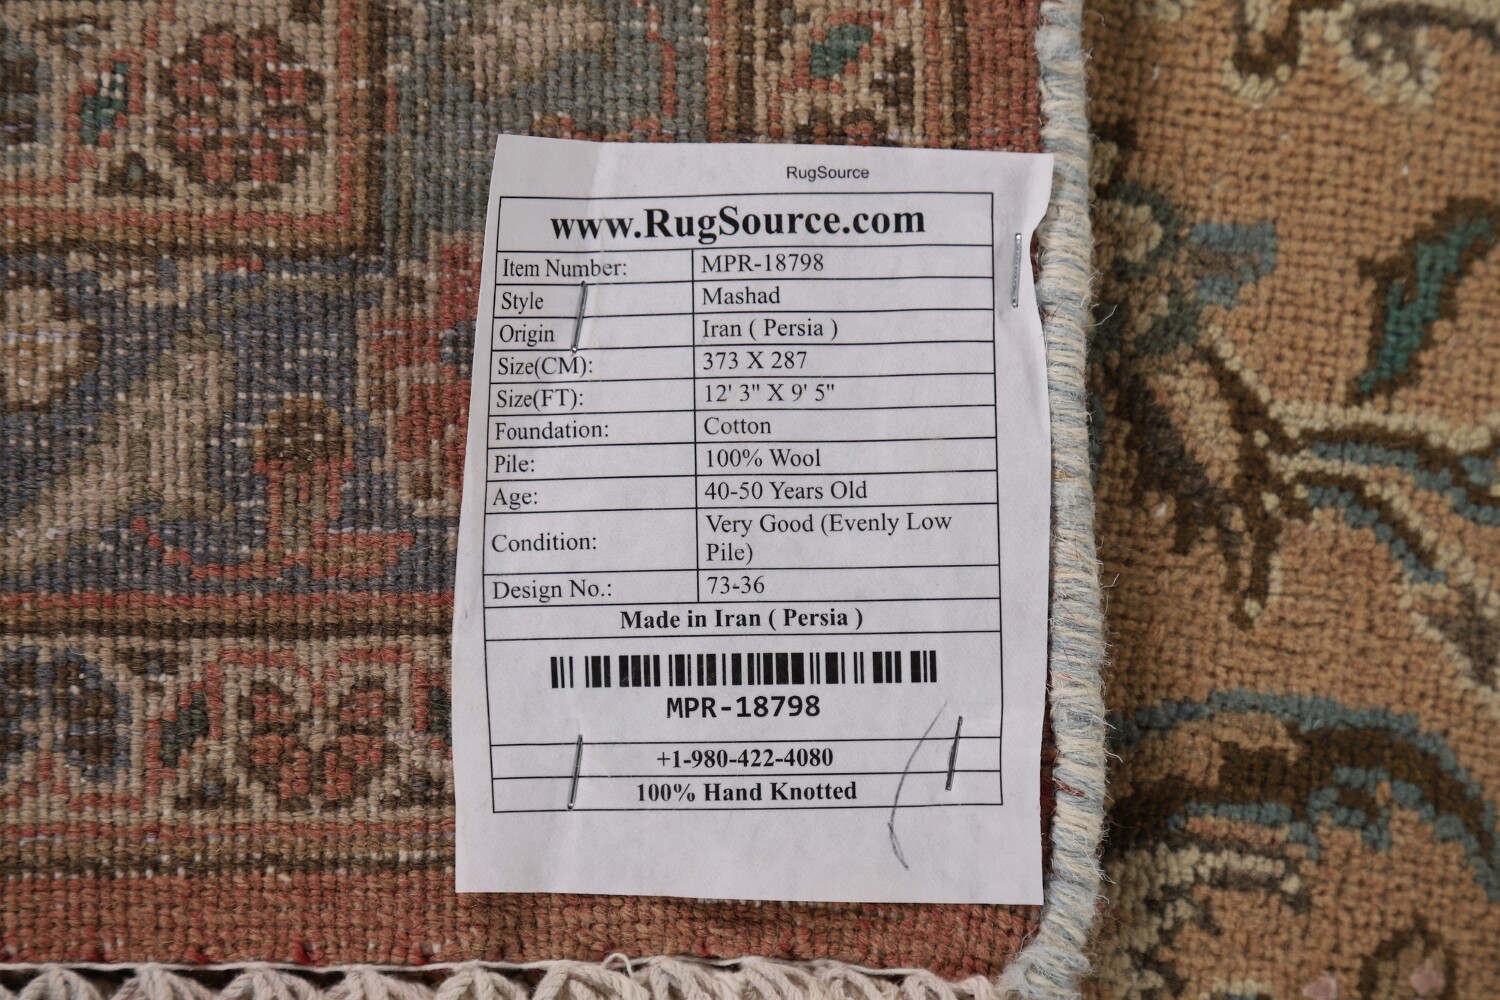 RugSource
www.RugSource.com
Item Number: MPR-18798
Style Mashad
Origin Iran ( Persia )
Size(CM): 373 X 287
Size(FT): 12' 3" X 9' 5"
Foundation: Cotton
Pile: 100% Wool
Age: 40-50 Years Old
Condition: Very Good (Evenly Low
Pile)
Design No.: 73-36
Made in Iran ( Persia )
MPR-18798
+1-980-422-4080
100% Hand Knotted